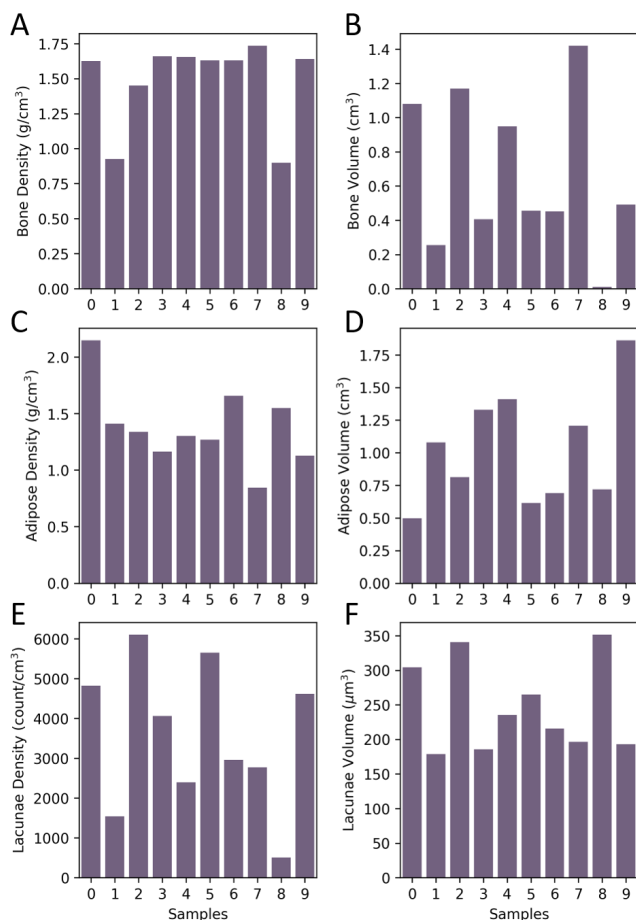 A
Bone Density (g/cm³)
1.75
1.50
1.25
1.00
0.75
0.50
0.25
0.00
0 1 2 3 4 5 6 7 8 9
B
Bone Volume (cm³)
1.4
1.2
1.0
0.8
0.6
0.4
0.2
0.0
0 1 2 3 4 5 6 7 8 9
C
Adipose Density (g/cm³)
2.0
1.5
1.0
0.5
0.0
0 1 2 3 4 5 6 7 8 9
D
Adipose Volume (cm³)
1.75
1.50
1.25
1.00
0.75
0.50
0.25
0.00
0 1 2 3 4 5 6 7 8 9
E
Lacunae Density (count/cm³)
6000
5000
4000
3000
2000
1000
0
0 1 2 3 4 5 6 7 8 9
Samples
F
Lacunae Volume (μm³)
350
300
250
200
150
100
50
0
0 1 2 3 4 5 6 7 8 9
Samples